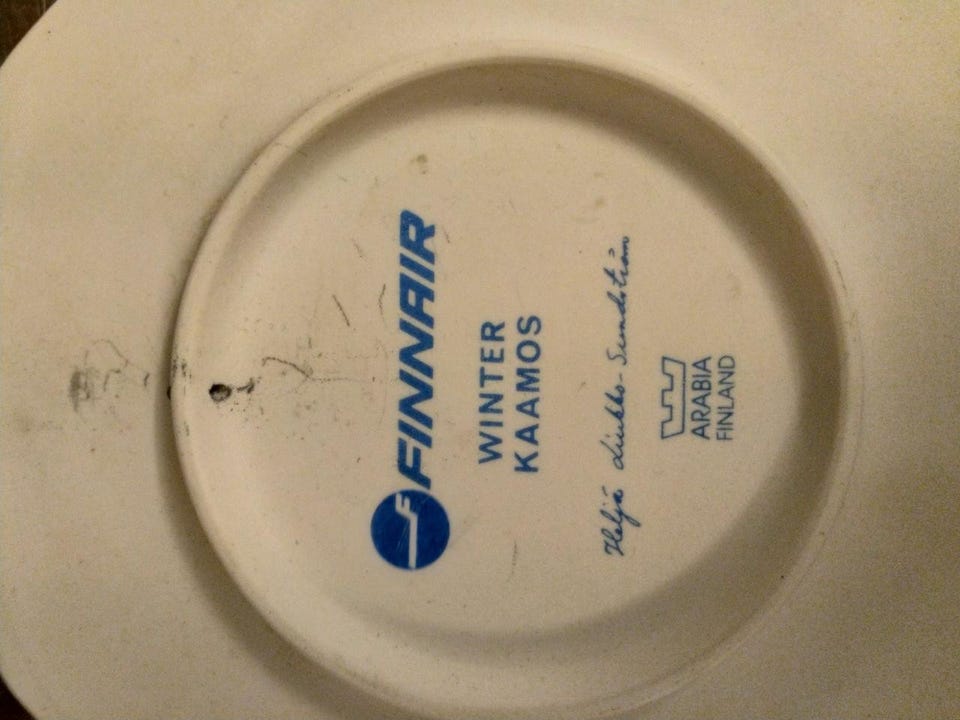 FINNAIR
WINTER
KAAMOS
Heljä Liukko-Sundström
ARABIA
FINLAND